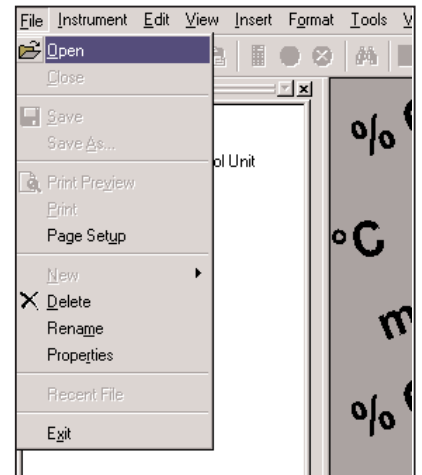 File Instrument Edit View Insert Format Tools
Open
Close
Save
Save As...
ol Unit
Print Preview
Print
Page Setup
New
Delete
Rename
Properties
Recent File
Exit
%
°C
m
%